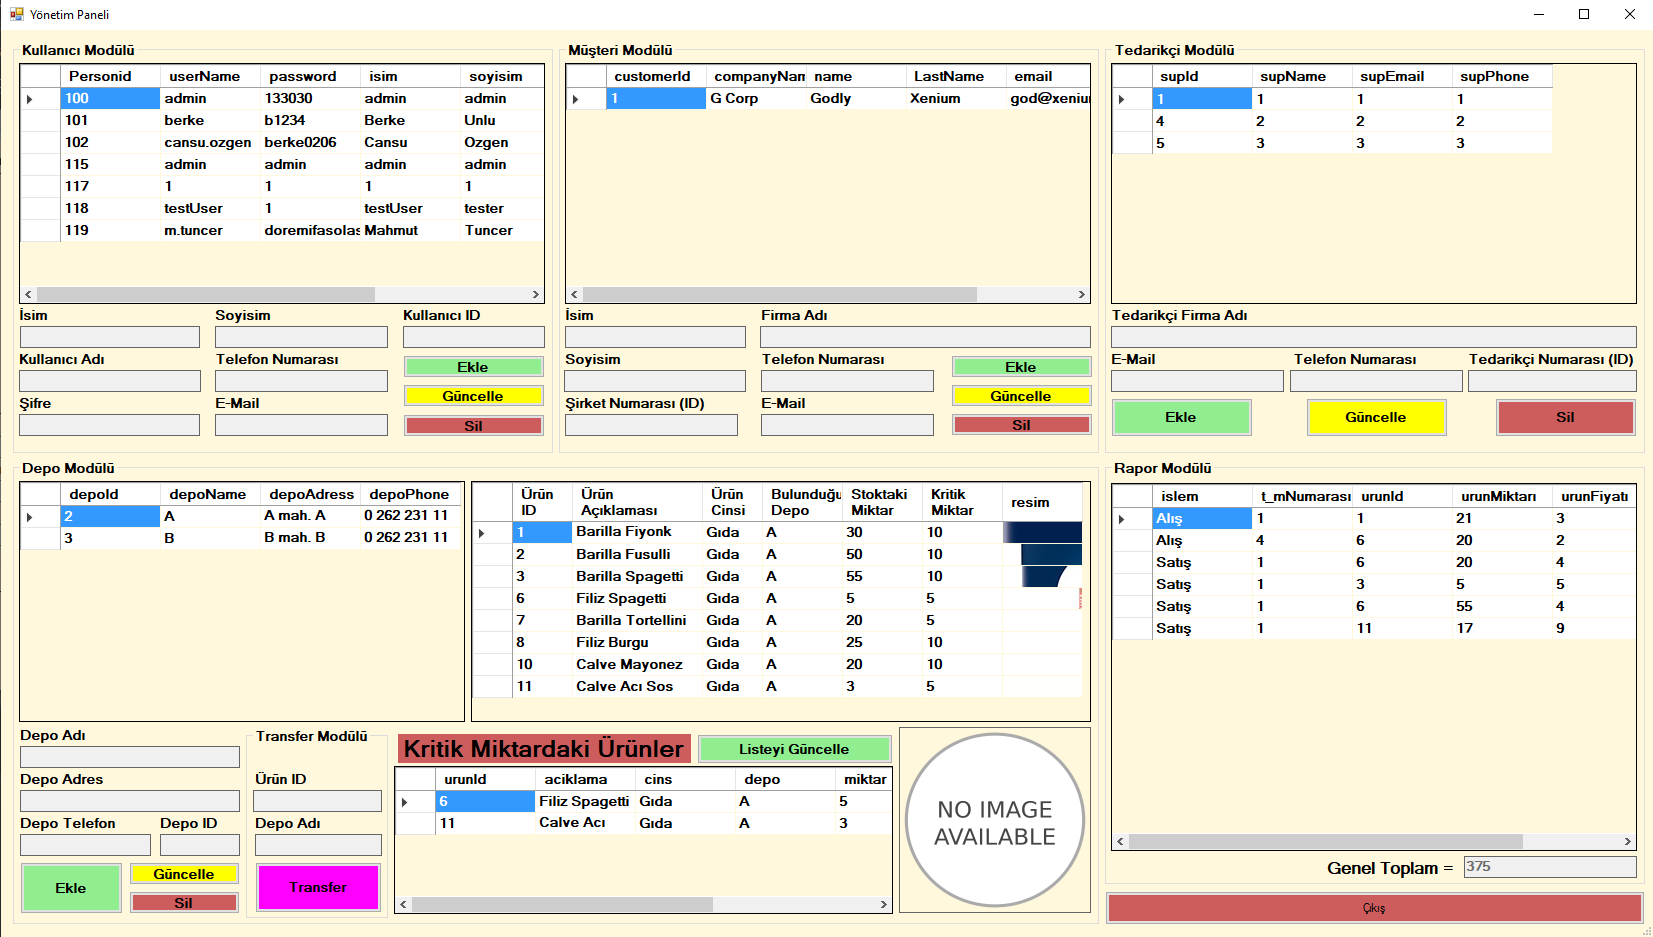 Yönetim Paneli
Kullanıcı Modülü
Personid userName password isim soyisim
100 admin 133030 admin admin
101 berke b1234 Berke Unlu
102 cansu.ozgen berke0206 Cansu Ozgen
115 admin admin admin admin
117 1 1 1 1
118 testUser 1 testUser tester
119 m.tuncer doremifasolas Mahmut Tuncer
İsim Soyisim Kullanıcı ID
Kullanıcı Adı Telefon Numarası
Ekle
Güncelle
Şifre E-Mail
Sil
Müşteri Modülü
customerId companyNam name LastName email
1 G Corp Godly Xenium god@xeniu
İsim Firma Adı
Soyisim Telefon Numarası
Ekle
Güncelle
Şirket Numarası (ID) E-Mail
Sil
Tedarikçi Modülü
supId supName supEmail supPhone
1 1 1 1
4 2 2 2
5 3 3 3
Tedarikçi Firma Adı
E-Mail Telefon Numarası Tedarikçi Numarası (ID)
Ekle Güncelle Sil
Depo Modülü
depoId depoName depoAdress depoPhone
2 A A mah. A 0 262 231 11
3 B B mah. B 0 262 231 11
Ürün ID Ürün Açıklaması Ürün Cinsi Bulunduğu Depo Stoktaki Miktar Kritik Miktar resim
1 Barilla Fiyonk Gıda A 30 10
2 Barilla Fusulli Gıda A 50 10
3 Barilla Spagetti Gıda A 55 10
6 Filiz Spagetti Gıda A 5 5
7 Barilla Tortellini Gıda A 20 5
8 Filiz Burgu Gıda A 25 10
10 Calve Mayonez Gıda A 20 10
11 Calve Acı Sos Gıda A 3 5
Depo Adı
Depo Adres
Depo Telefon Depo ID
Ekle
Güncelle
Sil
Transfer Modülü
Ürün ID
Depo Adı
Transfer
Kritik Miktardaki Ürünler
Listeyi Güncelle
urunId aciklama cins depo miktar
6 Filiz Spagetti Gıda A 5
11 Calve Acı Gıda A 3
NO IMAGE
AVAILABLE
Rapor Modülü
islem t_mNumarası urunId urunMiktarı urunFiyatı
Alış 1 1 21 3
Alış 4 6 20 2
Satış 1 6 20 4
Satış 1 3 5 5
Satış 1 6 55 4
Satış 1 11 17 9
Genel Toplam = 375
Çıkış